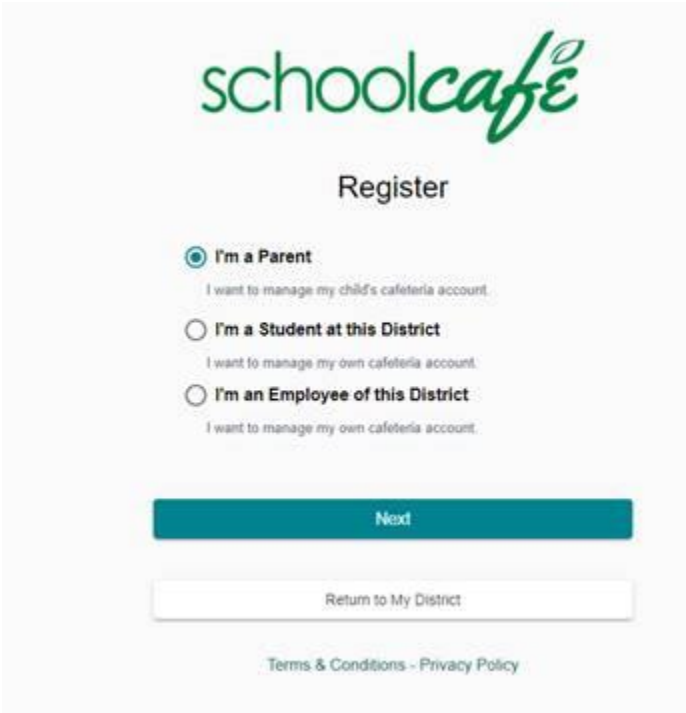 schoolcafé
Register
I'm a Parent
I want to manage my child's cafeteria account.
I'm a Student at this District
I want to manage my own cafeteria account.
I'm an Employee of this District
I want to manage my own cafeteria account.
Next
Return to My District
Terms & Conditions - Privacy Policy